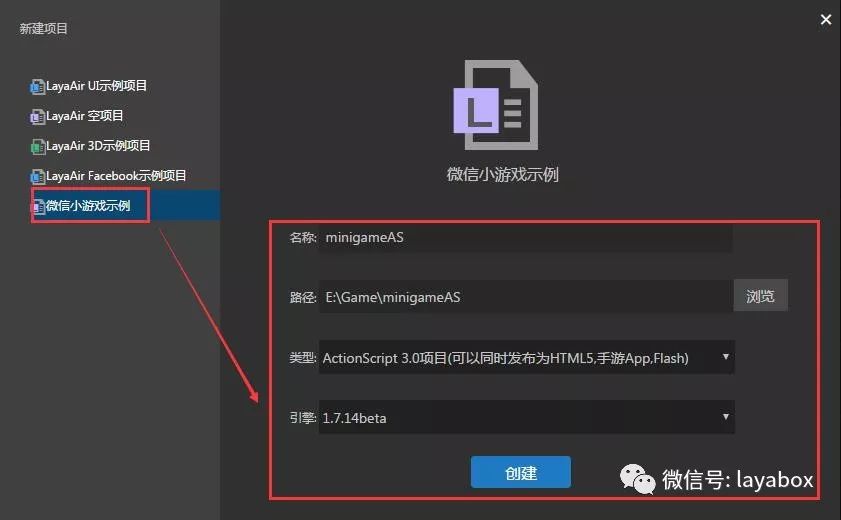 新建项目
LayaAir UI示例项目
LayaAir 空项目
LayaAir 3D示例项目
LayaAir Facebook示例项目
微信小游戏示例
微信小游戏示例
名称: minigameAS
路径: E:\Game\minigameAS 浏览
类型: ActionScript 3.0项目(可以同时发布为HTML5,手游App,Flash)
引擎: 1.7.14beta
创建
微信号: layabox